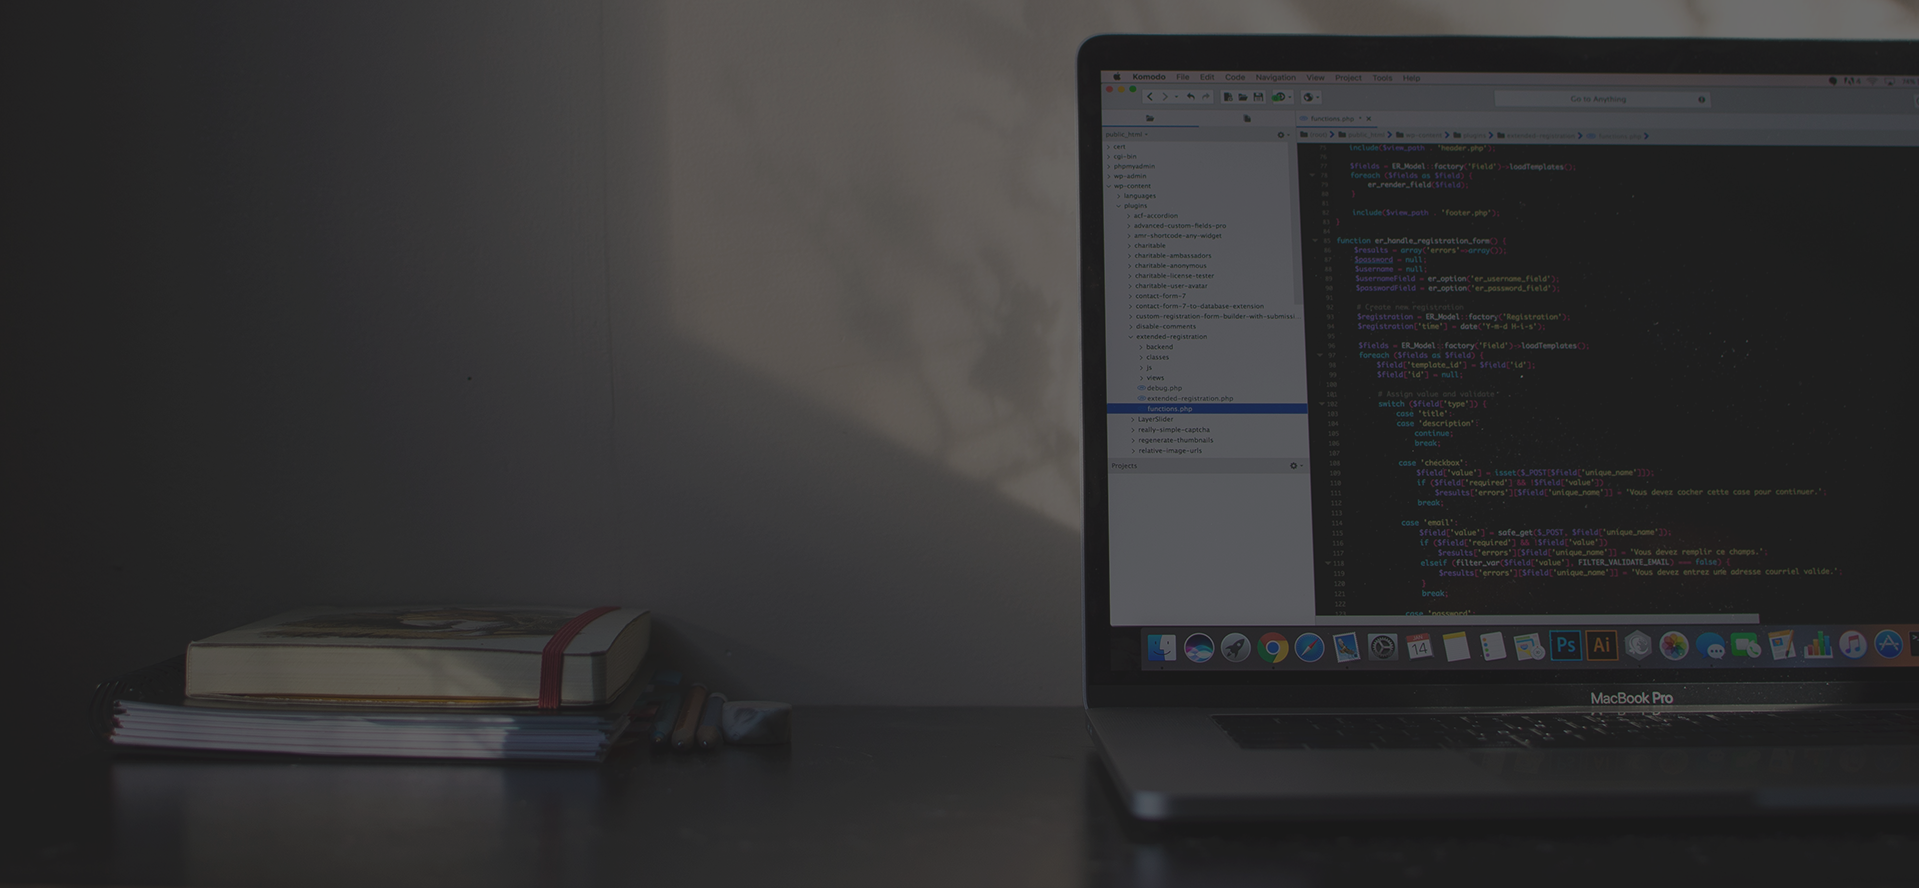 Komodo File Edit Code Navigation View Project Tools Help
Go to Anything
functions.php
public_html
cert
cgi-bin
phpmyadmin
wp-admin
wp-content
languages
plugins
acf-accordion
advanced-custom-fields-pro
amr-shortcode-any-widget
charitable
charitable-ambassadors
charitable-anonymous
charitable-license-tester
charitable-user-avatar
contact-form-7
contact-form-7-to-database-extension
custom-registration-form-builder-with-submissi...
disable-comments
extended-registration
backend
classes
js
views
debug.php
extended-registration.php
functions.php
LayerSlider
really-simple-captcha
regenerate-thumbnails
relative-image-urls
Projects
include($view_path . 'header.php');
$fields = ER_Model::factory('Field')->loadTemplates();
foreach ($fields as $field) {
er_render_field($field);
}
include($view_path . 'footer.php');
}
function er_handle_registration_form() {
$results = array('errors'=>array());
$password = null;
$username = null;
$usernameField = er_option('er_username_field');
$passwordField = er_option('er_password_field');
# Create new registration
$registration = ER_Model::factory('Registration');
$registration['time'] = date('Y-m-d H-i-s');
$fields = ER_Model::factory('Field')->loadTemplates();
foreach ($fields as $field) {
$field['template_id'] = $field['id'];
$field['id'] = null;
# Assign value and validate
switch ($field['type']) {
case 'title':
case 'description':
continue;
break;
case 'checkbox':
$field['value'] = isset($_POST[$field['unique_name']]);
if ($field['required'] && !$field['value'])
$results['errors'][$field['unique_name']] = 'Vous devez cocher cette case pour continuer.';
break;
case 'email':
$field['value'] = safe_get($_POST, $field['unique_name']);
if ($field['required'] && !$field['value'])
$results['errors'][$field['unique_name']] = 'Vous devez remplir ce champs.';
elseif (filter_var($field['value'], FILTER_VALIDATE_EMAIL) === false) {
$results['errors'][$field['unique_name']] = 'Vous devez entrez une adresse courriel valide.';
}
break;
case 'password':
14
Ps
Ai
MacBook Pro